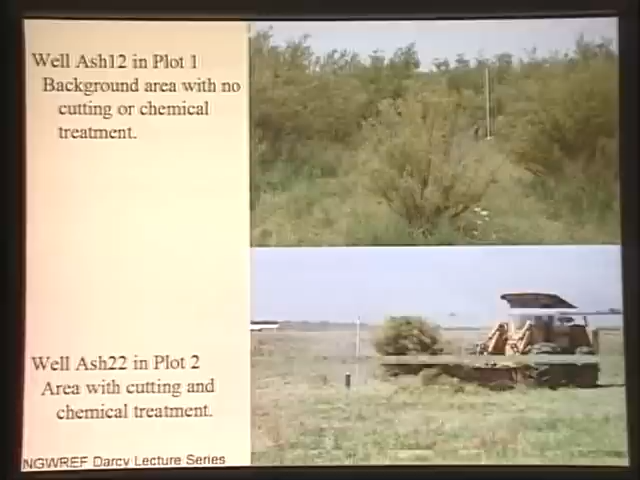 Well Ash12 in Plot 1
Background area with no
cutting or chemical
treatment.
Well Ash22 in Plot 2
Area with cutting and
chemical treatment.
NGWREF Darcy Lecture Series